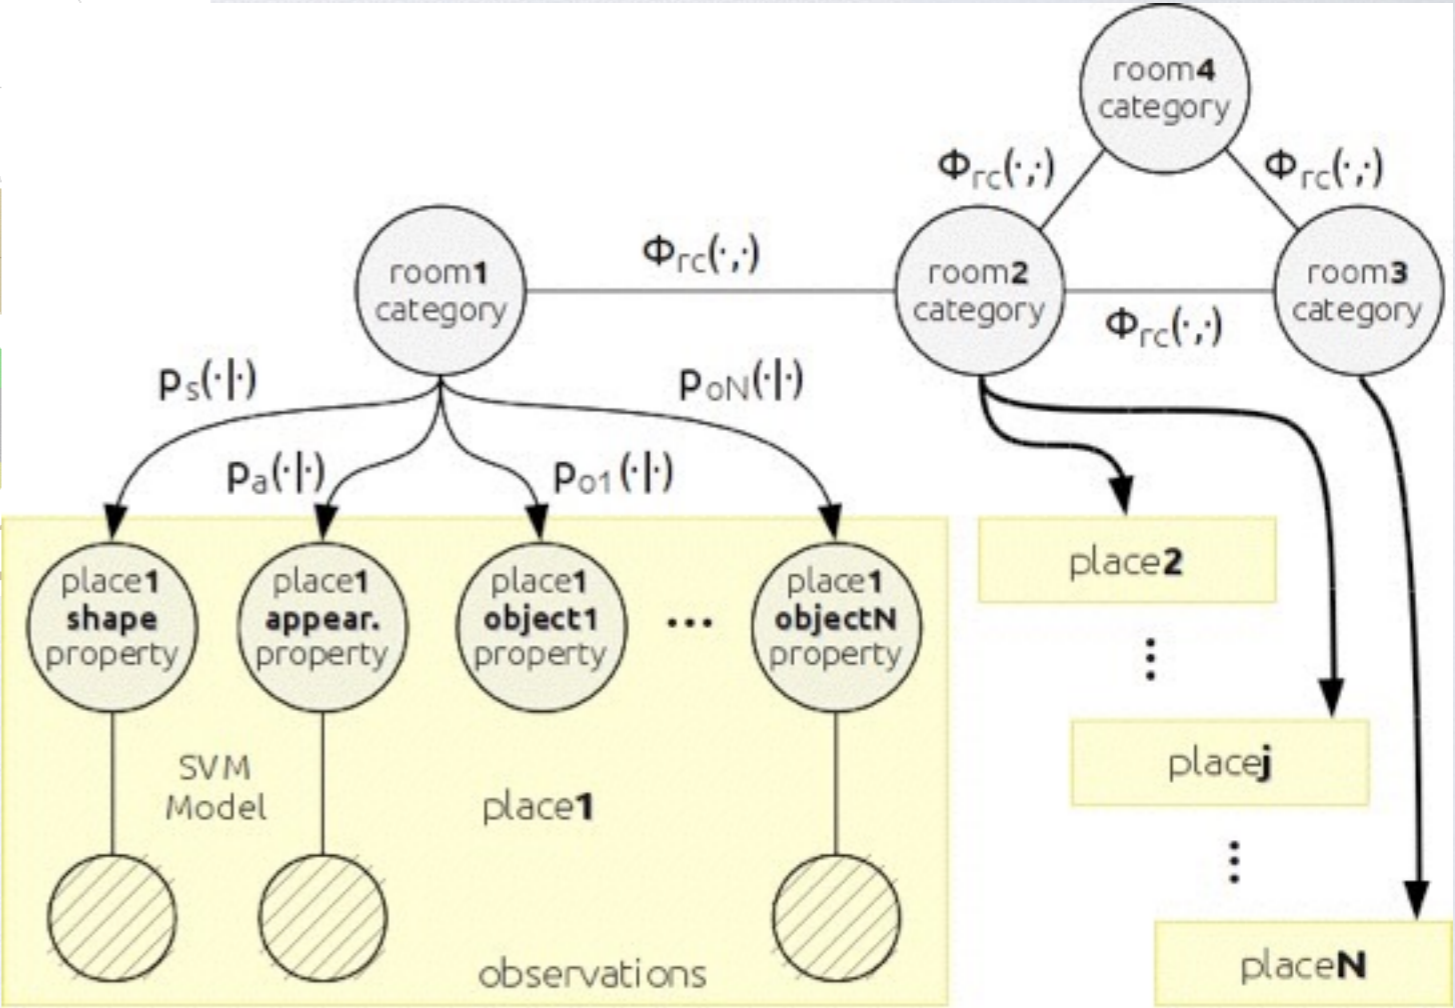 room4
category
Φrc(·,·)
Φrc(·,·)
room1
category
Φrc(·,·)
room2
category
Φrc(·,·)
room3
category
ps(·|·)
poN(·|·)
pa(·|·)
po1(·|·)
place1
shape
property
place1
appear.
property
place1
object1
property
...
place1
objectN
property
place2
⋮
SVM
Model
place1
placej
⋮
observations
placeN